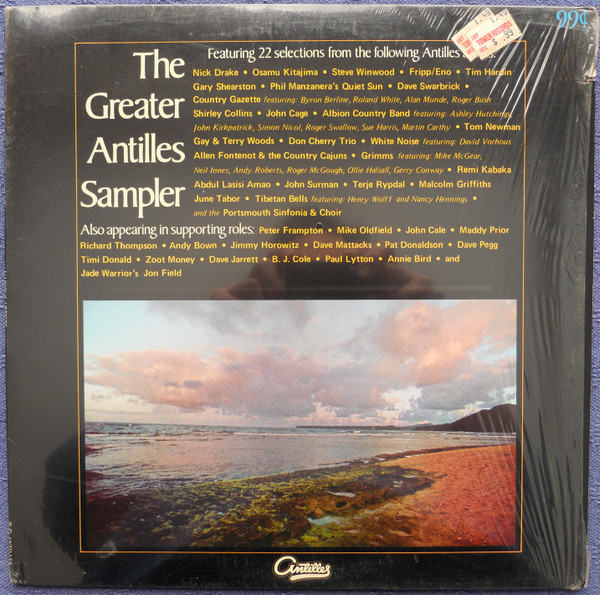 99¢
1.49 1.49
TOWER RECORDS
$ .99
The
Greater
Antilles
Sampler
Featuring 22 selections from the following Antilles
Nick Drake • Osamu Kitajima • Steve Winwood • Fripp/Eno • Tim Hardin
Gary Shearston • Phil Manzanera's Quiet Sun • Dave Swarbrick •
Country Gazette featuring: Byron Berline, Roland White, Alan Munde, Roger Bush
Shirley Collins • John Cage • Albion Country Band featuring: Ashley Hutchings,
John Kirkpatrick, Simon Nicol, Roger Swallow, Sue Harris, Martin Carthy • Tom Newman
Gay & Terry Woods • Don Cherry Trio • White Noise featuring: David Vorhous
Allen Fontenot & the Country Cajuns • Grimms featuring: Mike McGear,
Neil Innes, Andy Roberts, Roger McGough, Ollie Halsall, Gerry Conway • Remi Kabaka
Abdul Lasisi Amao • John Surman • Terje Rypdal • Malcolm Griffiths
June Tabor • Tibetan Bells featuring: Henry Wolff and Nancy Hennings •
and the Portsmouth Sinfonia & Choir
Also appearing in supporting roles: Peter Frampton • Mike Oldfield • John Cale • Maddy Prior
Richard Thompson • Andy Bown • Jimmy Horowitz • Dave Mattacks • Pat Donaldson • Dave Pegg
Timi Donald • Zoot Money • Dave Jarrett • B. J. Cole • Paul Lytton • Annie Bird • and
Jade Warrior's Jon Field
Antilles